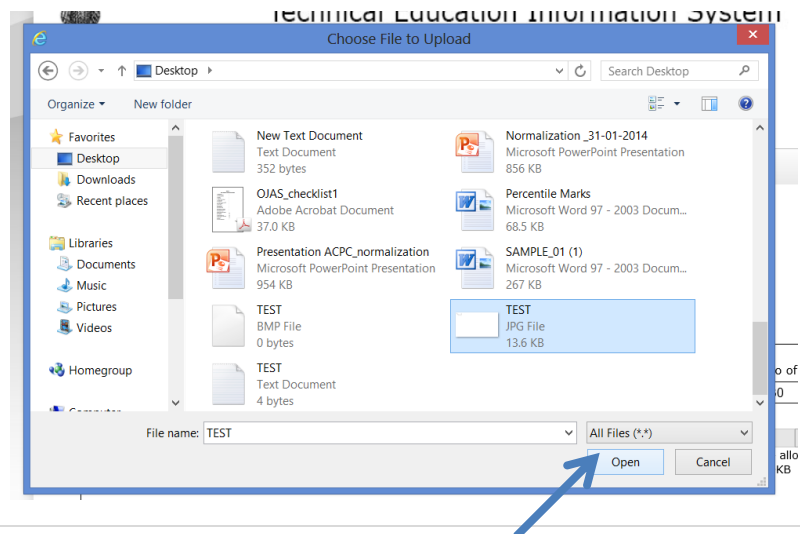 Technical Education Information System
Choose File to Upload
Desktop
Search Desktop
Organize
New folder
Favorites
Desktop
Downloads
Recent places
Libraries
Documents
Music
Pictures
Videos
Homegroup
Computer
New Text Document
Text Document
352 bytes
Normalization _31-01-2014
Microsoft PowerPoint Presentation
856 KB
OJAS_checklist1
Adobe Acrobat Document
37.0 KB
Percentile Marks
Microsoft Word 97 - 2003 Docum...
68.5 KB
Presentation ACPC_normalization
Microsoft PowerPoint Presentation
954 KB
SAMPLE_01 (1)
Microsoft Word 97 - 2003 Docum...
267 KB
TEST
BMP File
0 bytes
TEST
JPG File
13.6 KB
TEST
Text Document
4 bytes
File name: TEST
All Files (*.*)
Open
Cancel
o of
allo
KB